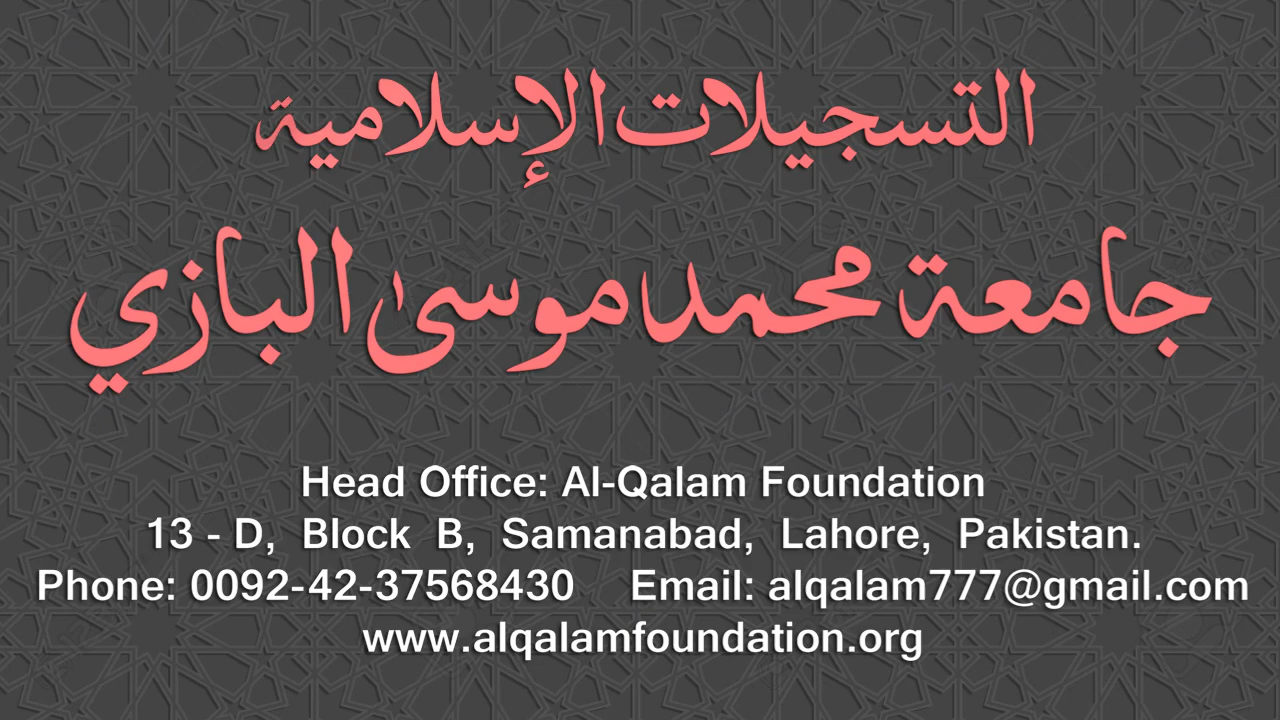 التسجيلات الإسلامية
جامعة محمد موسىٰ البازي
Head Office: Al-Qalam Foundation
13 - D, Block B, Samanabad, Lahore, Pakistan.
Phone: 0092-42-37568430 Email: alqalam777@gmail.com
www.alqalamfoundation.org